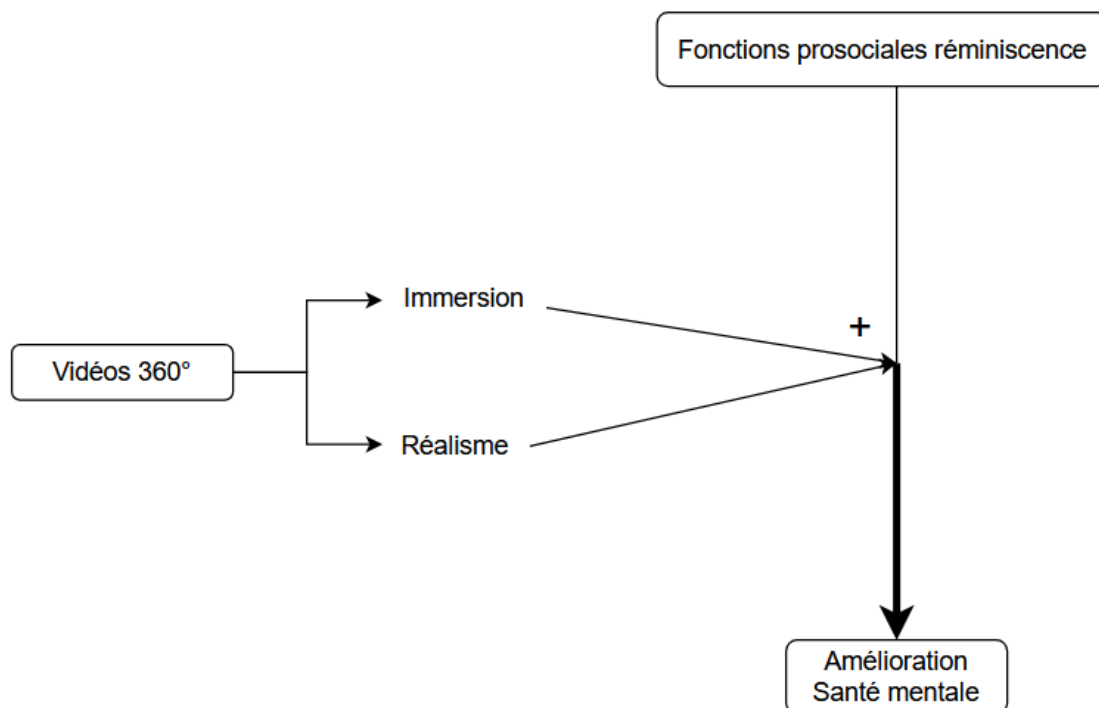 Fonctions prosociales réminiscence
Immersion
+
Vidéos 360°
Réalisme
Amélioration
Santé mentale